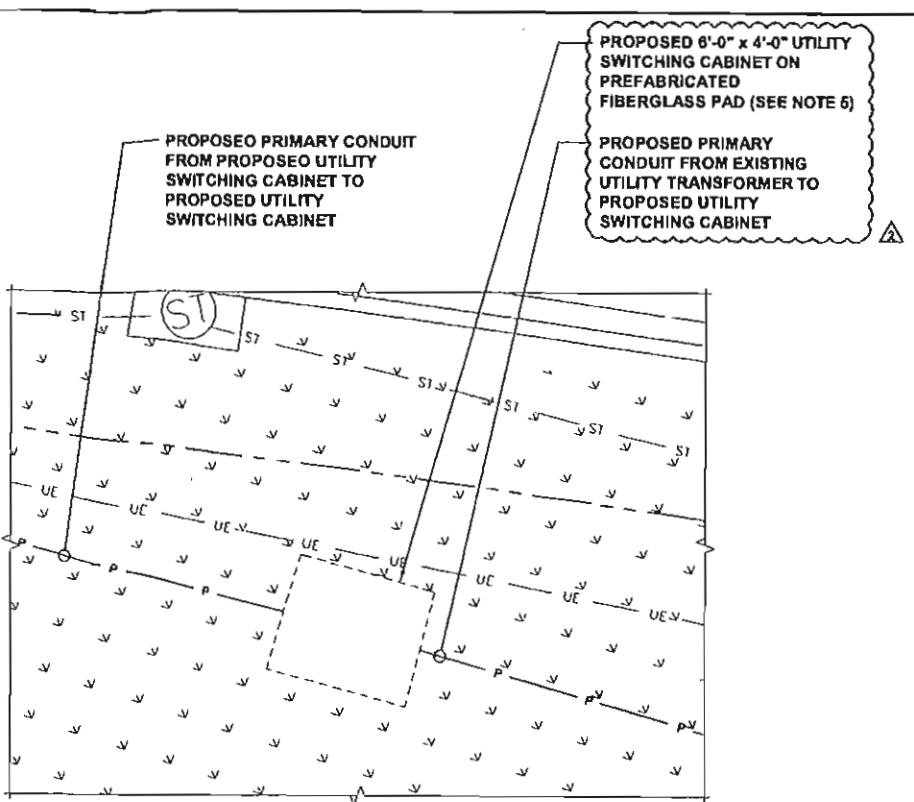 PROPOSED 6'-0" x 4'-0" UTILITY
SWITCHING CABINET ON
PREFABRICATED
FIBERGLASS PAD (SEE NOTE 5)
PROPOSED PRIMARY
CONDUIT FROM EXISTING
UTILITY TRANSFORMER TO
PROPOSED UTILITY
SWITCHING CABINET
2
PROPOSEO PRIMARY CONDUIT
FROM PROPOSEO UTILITY
SWITCHING CABINET TO
PROPOSED UTILITY
SWITCHING CABINET
ST
ST
ST
ST
ST
ST
ST
ST
UE
UE
UE
UE
UE
UE
UE
UE
P
P
P
P
P
P